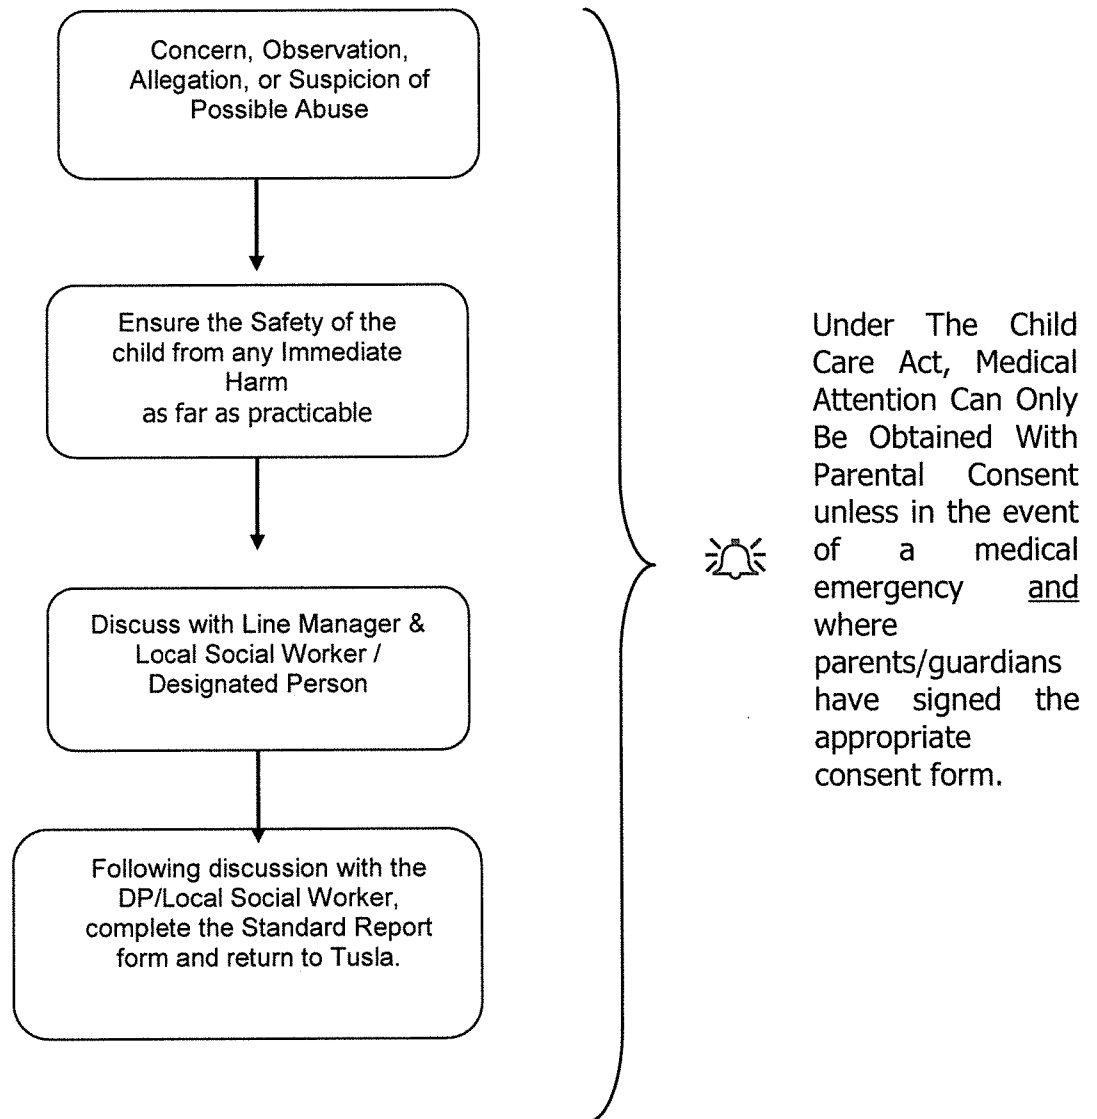 Concern, Observation,
Allegation, or Suspicion of
Possible Abuse
Ensure the Safety of the
child from any Immediate
Harm
as far as practicable
Discuss with Line Manager &
Local Social Worker /
Designated Person
Following discussion with the
DP/Local Social Worker,
complete the Standard Report
form and return to Tusla.
Under The Child
Care Act, Medical
Attention Can Only
Be Obtained With
Parental Consent
unless in the event
of a medical
emergency and
where
parents/guardians
have signed the
appropriate
consent form.